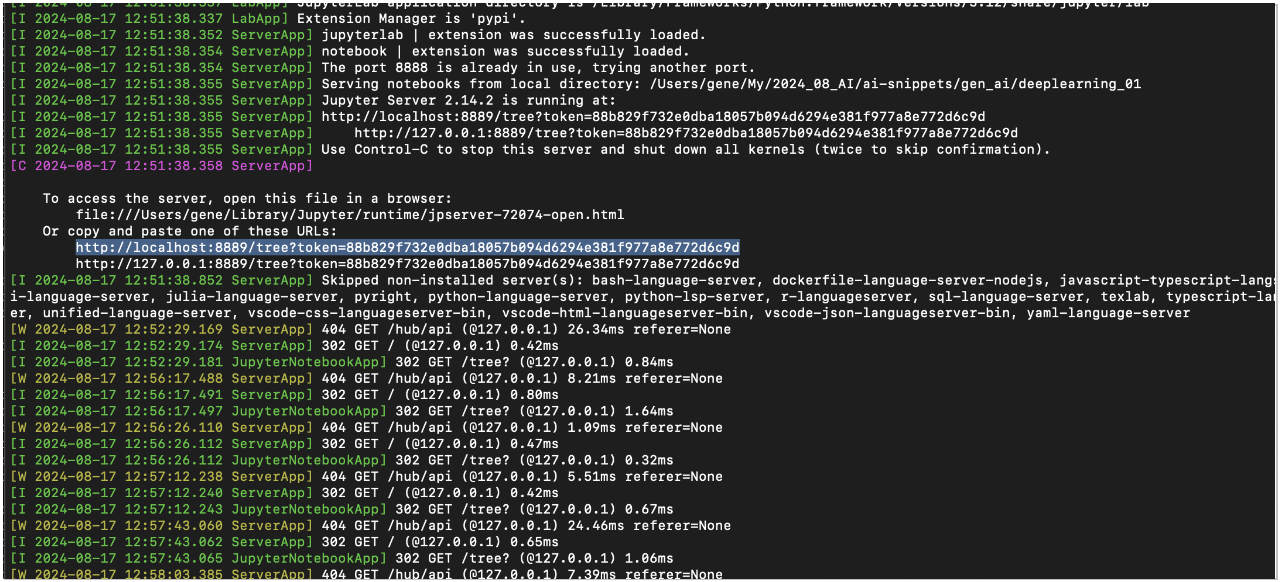 [I 2024-08-17 12:51:38.337 LabApp] JupyterLab application directory is /Library/Frameworks/Python.framework/Versions/3.12/share/jupyter/lab
[I 2024-08-17 12:51:38.337 LabApp] Extension Manager is 'pypi'.
[I 2024-08-17 12:51:38.352 ServerApp] jupyterlab | extension was successfully loaded.
[I 2024-08-17 12:51:38.354 ServerApp] notebook | extension was successfully loaded.
[I 2024-08-17 12:51:38.354 ServerApp] The port 8888 is already in use, trying another port.
[I 2024-08-17 12:51:38.355 ServerApp] Serving notebooks from local directory: /Users/gene/My/2024_08_AI/ai-snippets/gen_ai/deeplearning_01
[I 2024-08-17 12:51:38.355 ServerApp] Jupyter Server 2.14.2 is running at:
[I 2024-08-17 12:51:38.355 ServerApp] http://localhost:8889/tree?token=88b829f732e0dba18057b094d6294e381f977a8e772d6c9d
[I 2024-08-17 12:51:38.355 ServerApp]     http://127.0.0.1:8889/tree?token=88b829f732e0dba18057b094d6294e381f977a8e772d6c9d
[I 2024-08-17 12:51:38.355 ServerApp] Use Control-C to stop this server and shut down all kernels (twice to skip confirmation).
[C 2024-08-17 12:51:38.358 ServerApp]
To access the server, open this file in a browser:
file:///Users/gene/Library/Jupyter/runtime/jpserver-72074-open.html
Or copy and paste one of these URLs:
http://localhost:8889/tree?token=88b829f732e0dba18057b094d6294e381f977a8e772d6c9d
http://127.0.0.1:8889/tree?token=88b829f732e0dba18057b094d6294e381f977a8e772d6c9d
[I 2024-08-17 12:51:38.852 ServerApp] Skipped non-installed server(s): bash-language-server, dockerfile-language-server-nodejs, javascript-typescript-lang
i-language-server, julia-language-server, pyright, python-language-server, python-lsp-server, r-languageserver, sql-language-server, texlab, typescript-lan
er, unified-language-server, vscode-css-languageserver-bin, vscode-html-languageserver-bin, vscode-json-languageserver-bin, yaml-language-server
[W 2024-08-17 12:52:29.169 ServerApp] 404 GET /hub/api (@127.0.0.1) 26.34ms referer=None
[I 2024-08-17 12:52:29.174 ServerApp] 302 GET / (@127.0.0.1) 0.42ms
[I 2024-08-17 12:52:29.181 JupyterNotebookApp] 302 GET /tree? (@127.0.0.1) 0.84ms
[W 2024-08-17 12:56:17.488 ServerApp] 404 GET /hub/api (@127.0.0.1) 8.21ms referer=None
[I 2024-08-17 12:56:17.491 ServerApp] 302 GET / (@127.0.0.1) 0.80ms
[I 2024-08-17 12:56:17.497 JupyterNotebookApp] 302 GET /tree? (@127.0.0.1) 1.64ms
[W 2024-08-17 12:56:26.110 ServerApp] 404 GET /hub/api (@127.0.0.1) 1.09ms referer=None
[I 2024-08-17 12:56:26.112 ServerApp] 302 GET / (@127.0.0.1) 0.47ms
[I 2024-08-17 12:56:26.112 JupyterNotebookApp] 302 GET /tree? (@127.0.0.1) 0.32ms
[W 2024-08-17 12:57:12.238 ServerApp] 404 GET /hub/api (@127.0.0.1) 5.51ms referer=None
[I 2024-08-17 12:57:12.240 ServerApp] 302 GET / (@127.0.0.1) 0.42ms
[I 2024-08-17 12:57:12.243 JupyterNotebookApp] 302 GET /tree? (@127.0.0.1) 0.67ms
[W 2024-08-17 12:57:43.060 ServerApp] 404 GET /hub/api (@127.0.0.1) 24.46ms referer=None
[I 2024-08-17 12:57:43.062 ServerApp] 302 GET / (@127.0.0.1) 0.65ms
[I 2024-08-17 12:57:43.065 JupyterNotebookApp] 302 GET /tree? (@127.0.0.1) 1.06ms
[W 2024-08-17 12:58:03.385 ServerApp] 404 GET /hub/api (@127.0.0.1) 7.39ms referer=None